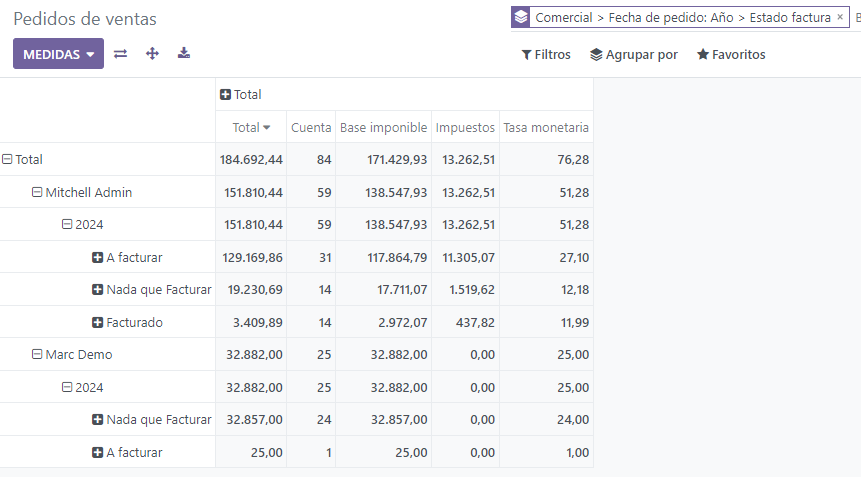 Pedidos de ventas
Comercial > Fecha de pedido: Año > Estado factura ×
MEDIDAS
Filtros Agrupar por Favoritos
Total
Total Cuenta Base imponible Impuestos Tasa monetaria
Total 184.692,44 84 171.429,93 13.262,51 76,28
Mitchell Admin 151.810,44 59 138.547,93 13.262,51 51,28
2024 151.810,44 59 138.547,93 13.262,51 51,28
A facturar 129.169,86 31 117.864,79 11.305,07 27,10
Nada que Facturar 19.230,69 14 17.711,07 1.519,62 12,18
Facturado 3.409,89 14 2.972,07 437,82 11,99
Marc Demo 32.882,00 25 32.882,00 0,00 25,00
2024 32.882,00 25 32.882,00 0,00 25,00
Nada que Facturar 32.857,00 24 32.857,00 0,00 24,00
A facturar 25,00 1 25,00 0,00 1,00